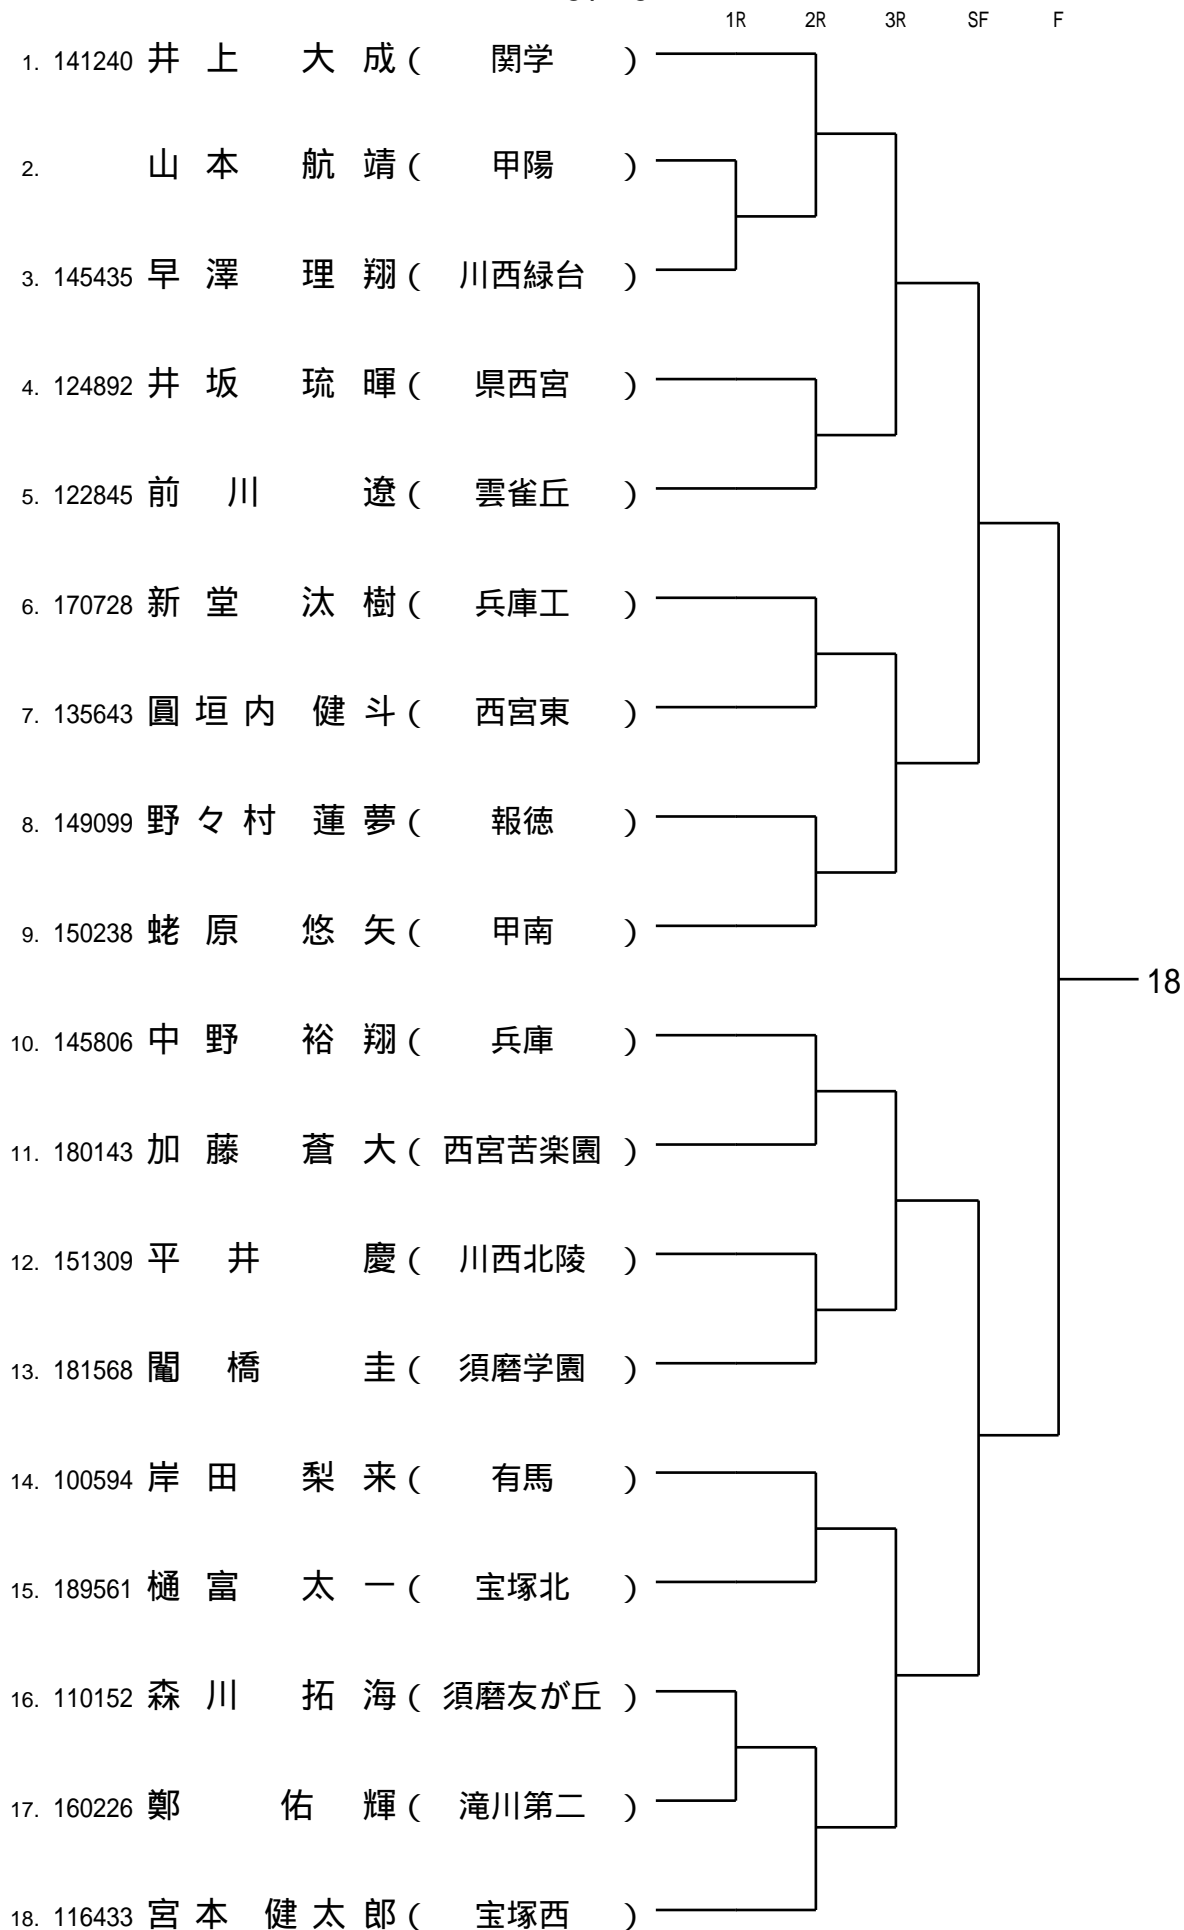 1R 2R 3R SF F
1. 141240 井上 大成 ( 関学 )
2. 山本 航靖 ( 甲陽 )
3. 145435 早澤 理翔 ( 川西緑台 )
4. 124892 井坂 琉暉 ( 県西宮 )
5. 122845 前川 遼 ( 雲雀丘 )
6. 170728 新堂 汰樹 ( 兵庫工 )
7. 135643 圓垣内 健斗 ( 西宮東 )
8. 149099 野々村 蓮夢 ( 報徳 )
9. 150238 蛯原 悠矢 ( 甲南 )
18
10. 145806 中野 裕翔 ( 兵庫 )
11. 180143 加藤 蒼大 ( 西宮苦楽園 )
12. 151309 平井 慶 ( 川西北陵 )
13. 181568 橋 圭 ( 須磨学園 )
14. 100594 岸田 梨来 ( 有馬 )
15. 189561 樋富 太一 ( 宝塚北 )
16. 110152 森川 拓海 ( 須磨友が丘 )
17. 160226 鄭 佑輝 ( 滝川第二 )
18. 116433 宮本 健太郎 ( 宝塚西 )